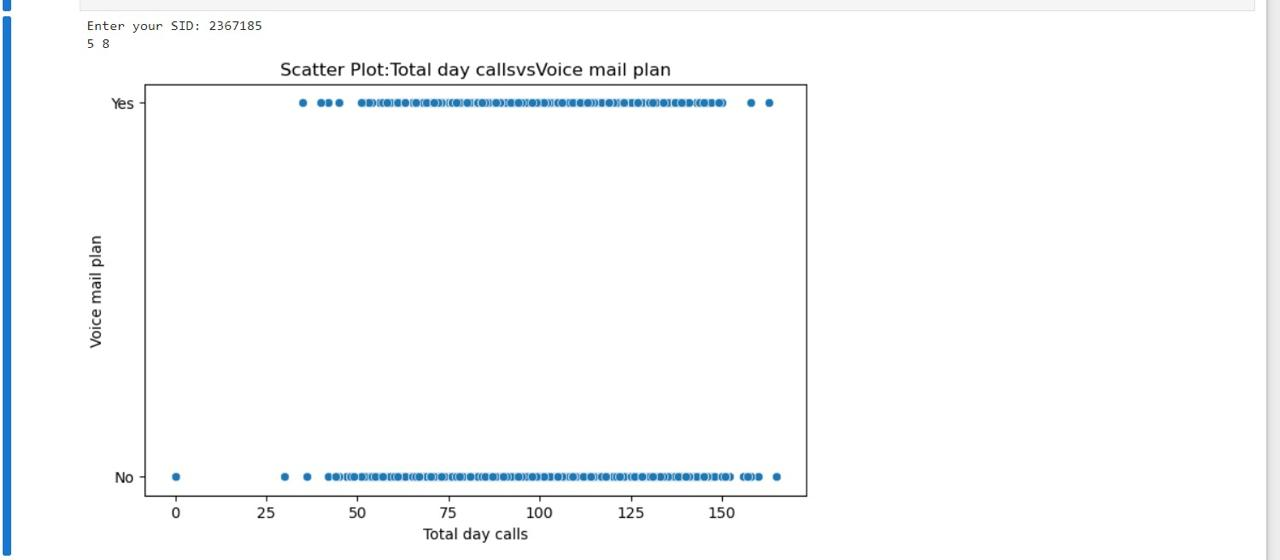 Enter your SID: 2367185
5 8
Scatter Plot:Total day callsvsVoice mail plan
Yes
Voice mail plan
No
0 25 50 75 100 125 150
Total day calls